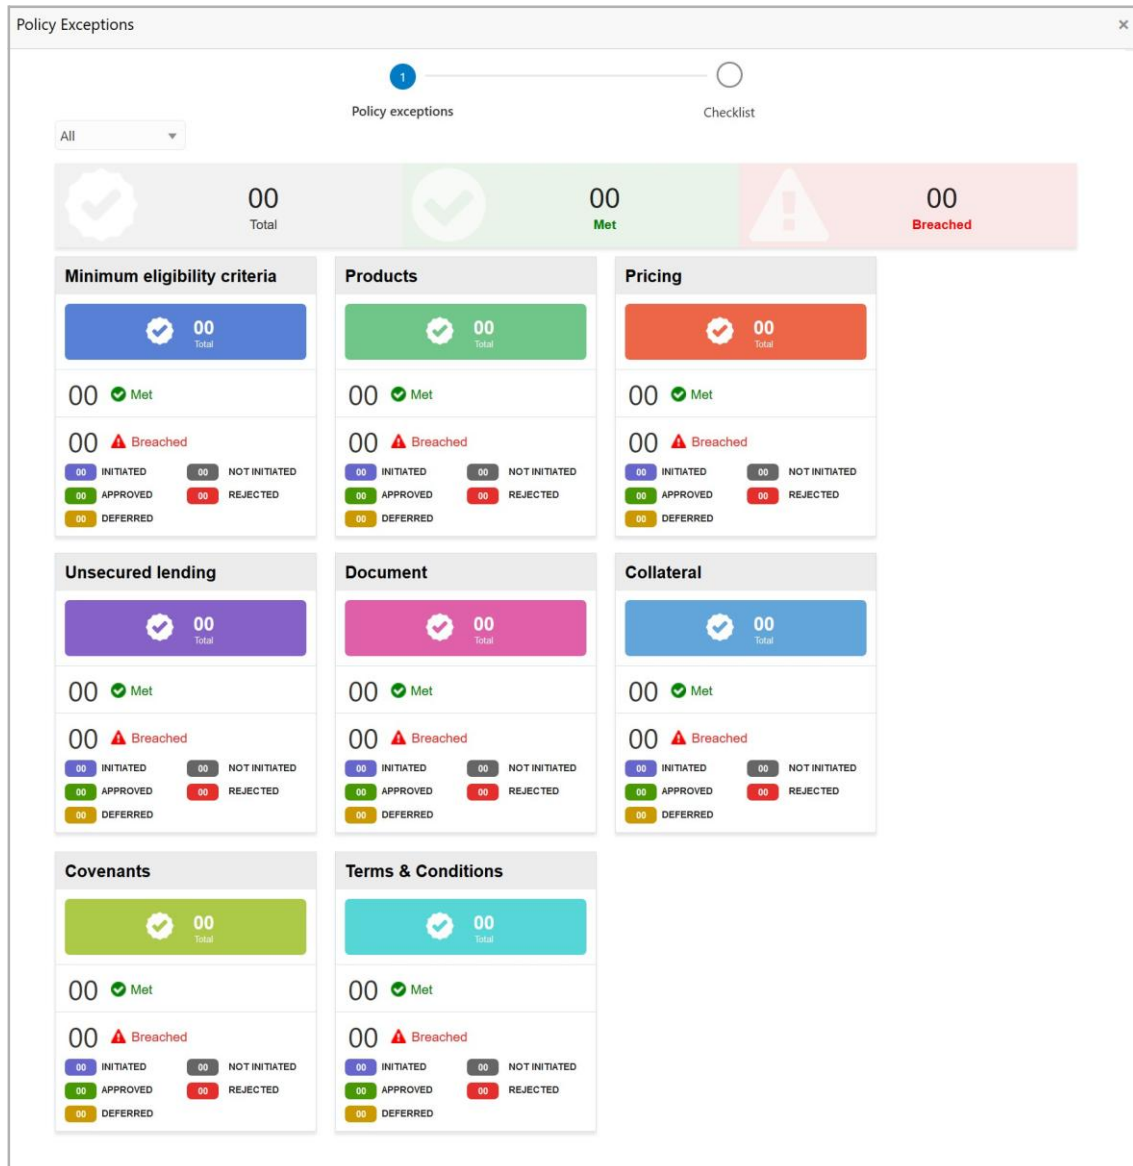 Policy Exceptions ×
1
Policy exceptions Checklist
All
00 00 00
Total Met Breached
Minimum eligibility criteria Products Pricing
00 00 00
Total Total Total
00 Met 00 Met 00 Met
00 Breached 00 Breached 00 Breached
00 INITIATED 00 NOT INITIATED 00 INITIATED 00 NOT INITIATED 00 INITIATED 00 NOT INITIATED
00 APPROVED 00 REJECTED 00 APPROVED 00 REJECTED 00 APPROVED 00 REJECTED
00 DEFERRED 00 DEFERRED 00 DEFERRED
Unsecured lending Document Collateral
00 00 00
Total Total Total
00 Met 00 Met 00 Met
00 Breached 00 Breached 00 Breached
00 INITIATED 00 NOT INITIATED 00 INITIATED 00 NOT INITIATED 00 INITIATED 00 NOT INITIATED
00 APPROVED 00 REJECTED 00 APPROVED 00 REJECTED 00 APPROVED 00 REJECTED
00 DEFERRED 00 DEFERRED 00 DEFERRED
Covenants Terms & Conditions
00 00
Total Total
00 Met 00 Met
00 Breached 00 Breached
00 INITIATED 00 NOT INITIATED 00 INITIATED 00 NOT INITIATED
00 APPROVED 00 REJECTED 00 APPROVED 00 REJECTED
00 DEFERRED 00 DEFERRED